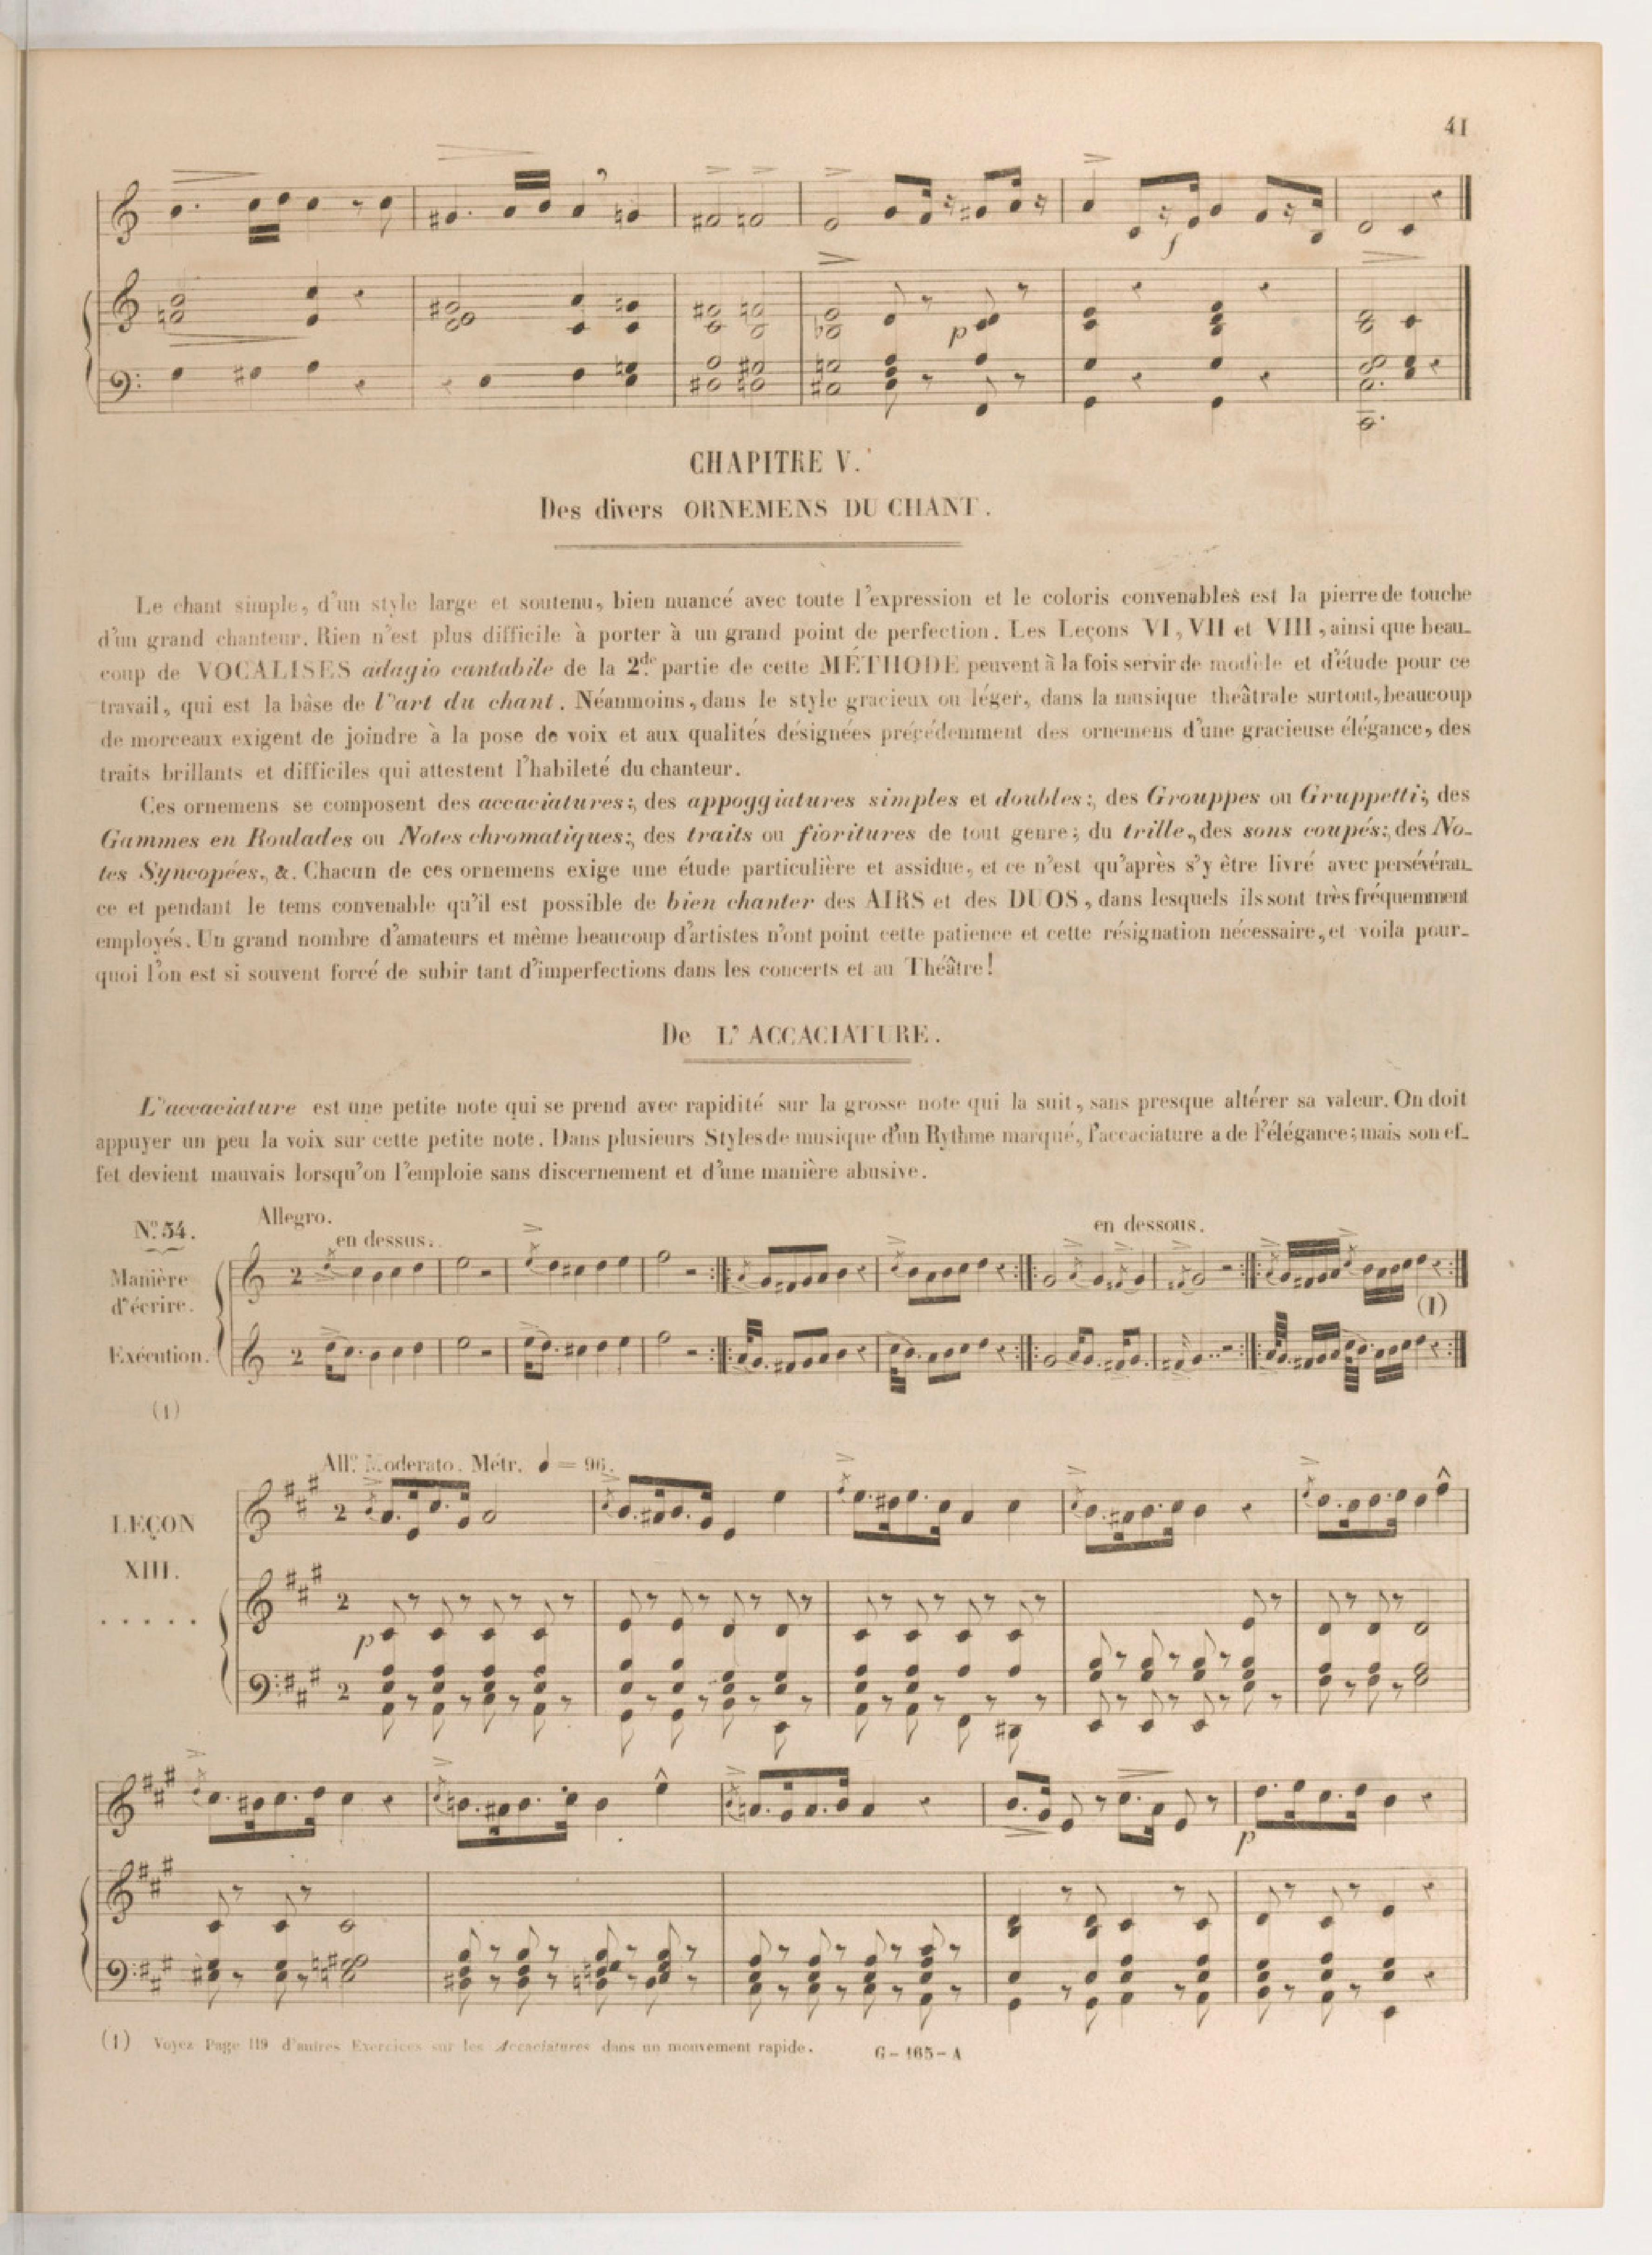 41
f
p
CHAPITRE V.
Des divers ORNEMENS DU CHANT.
Le chant simple, d'un style large et soutenu, bien nuancé avec toute l'expression et le coloris convenables est la pierre de touche
d'un grand chanteur. Rien n'est plus difficile à porter à un grand point de perfection. Les Leçons VI, VII et VIII, ainsi que beau-
coup de VOCALISES adagio cantabile de la 2.de partie de cette MÉTHODE peuvent à la fois servir de modèle et d'étude pour ce
travail, qui est la bâse de l'art du chant. Néanmoins, dans le style gracieux ou léger, dans la musique théâtrale surtout, beaucoup
de morceaux exigent de joindre à la pose de voix et aux qualités désignées précédemment des ornemens d'une gracieuse élégance, des
traits brillants et difficiles qui attestent l'habileté du chanteur.
Ces ornemens se composent des accaciatures; des appoggiatures simples et doubles; des Grouppes ou Gruppetti; des
Gammes en Roulades ou Notes chromatiques; des traits ou fioritures de tout genre; du trille, des sons coupés; des No-
tes Syncopées, &. Chacun de ces ornemens exige une étude particulière et assidue, et ce n'est qu'après s'y être livré avec persévéran-
ce et pendant le tems convenable qu'il est possible de bien chanter des AIRS et des DUOS, dans lesquels ils sont très fréquemment
employés. Un grand nombre d'amateurs et même beaucoup d'artistes n'ont point cette patience et cette résignation nécessaire, et voila pour-
quoi l'on est si souvent forcé de subir tant d'imperfections dans les concerts et au Théâtre!
De L'ACCACIATURE.
L'accaciature est une petite note qui se prend avec rapidité sur la grosse note qui la suit, sans presque altérer sa valeur. On doit
appuyer un peu la voix sur cette petite note. Dans plusieurs Styles de musique d'un Rythme marqué, l'accaciature a de l'élégance; mais son ef-
fet devient mauvais lorsqu'on l'emploie sans discernement et d'une manière abusive.
N.o 54.
Allegro.
en dessus.
en dessous.
Manière
d'écrire.
2
(1)
Exécution.
2
(1)
All.o Moderato. Métr. ♩ = 96.
LEÇON
XIII.
2
2
p
2
p
(1) Voyez Page 119 d'autres Exercices sur les Accaciatures dans un mouvement rapide.
G-165-A